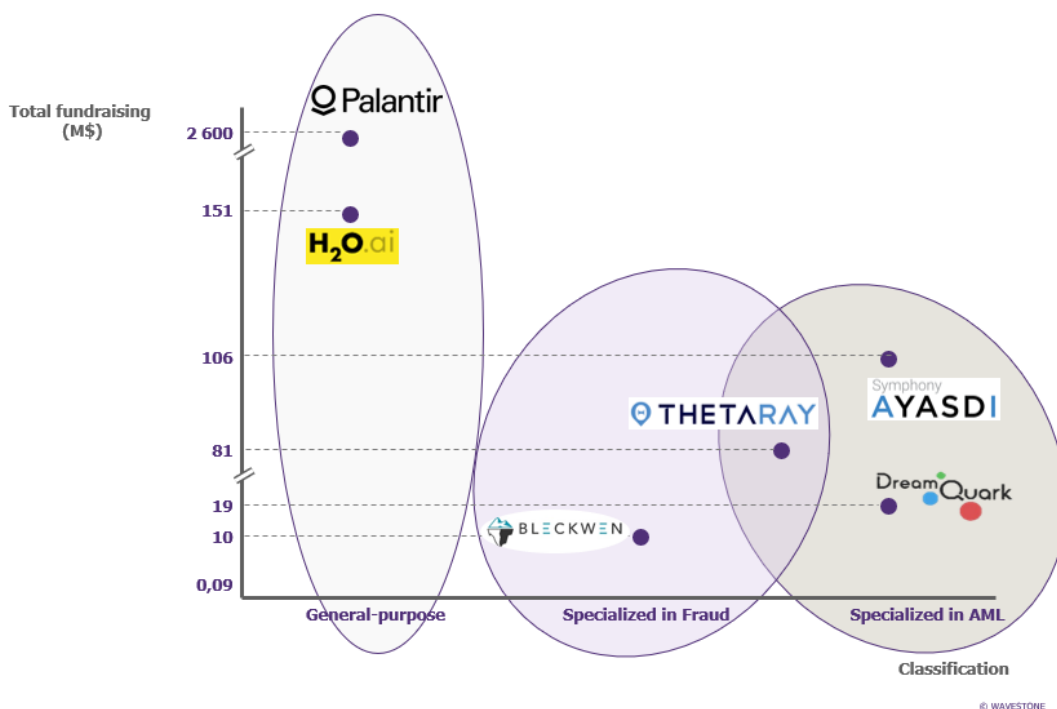 Palantir
Total fundraising
(M$)
2 600
151
H₂O.ai
106
Symphony
AYASDI
THETARAY
81
DreamQuark
19
BLECKWEN
10
0,09
General-purpose
Specialized in Fraud
Specialized in AML
Classification
© WAVESTONE